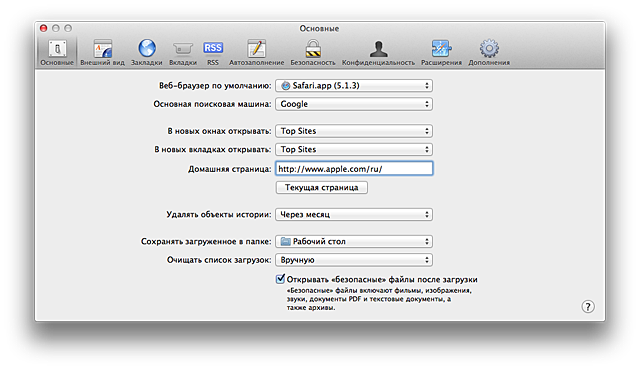 Основные
RSS
Основные Внешний вид Закладки Вкладки RSS Автозаполнение Безопасность Конфиденциальность Расширения Дополнения
Веб-браузер по умолчанию: Safari.app (5.1.3)
Основная поисковая машина: Google
В новых окнах открывать: Top Sites
В новых вкладках открывать: Top Sites
Домашняя страница: http://www.apple.com/ru/
Текущая страница
Удалять объекты истории: Через месяц
Сохранять загруженное в папке: Рабочий стол
Очищать список загрузок: Вручную
Открывать «безопасные» файлы после загрузки
«Безопасные» файлы включают фильмы, изображения,
звуки, документы PDF и текстовые документы, а
также архивы.
?